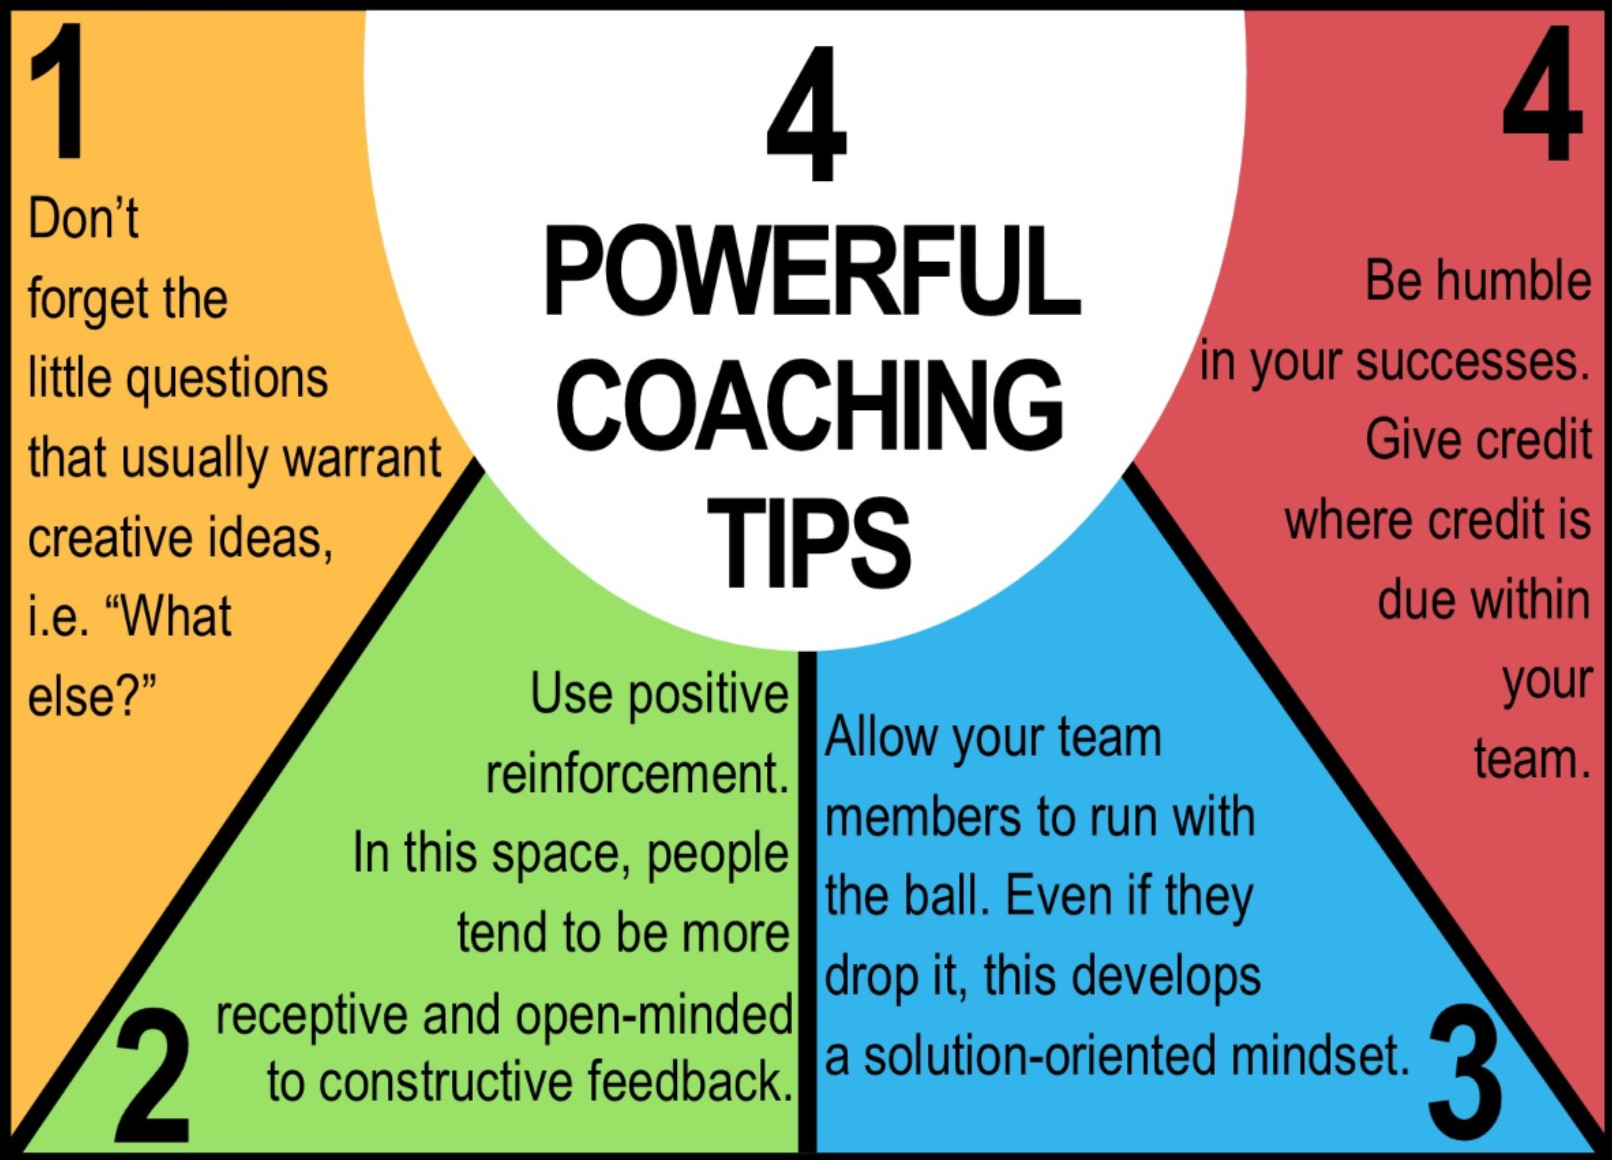 4
POWERFUL
COACHING
TIPS
1
Don’t
forget the
little questions
that usually warrant
creative ideas,
i.e. “What
else?”
2
Use positive
reinforcement.
In this space, people
tend to be more
receptive and open-minded
to constructive feedback.
3
Allow your team
members to run with
the ball. Even if they
drop it, this develops
a solution-oriented mindset.
4
Be humble
in your successes.
Give credit
where credit is
due within
your
team.